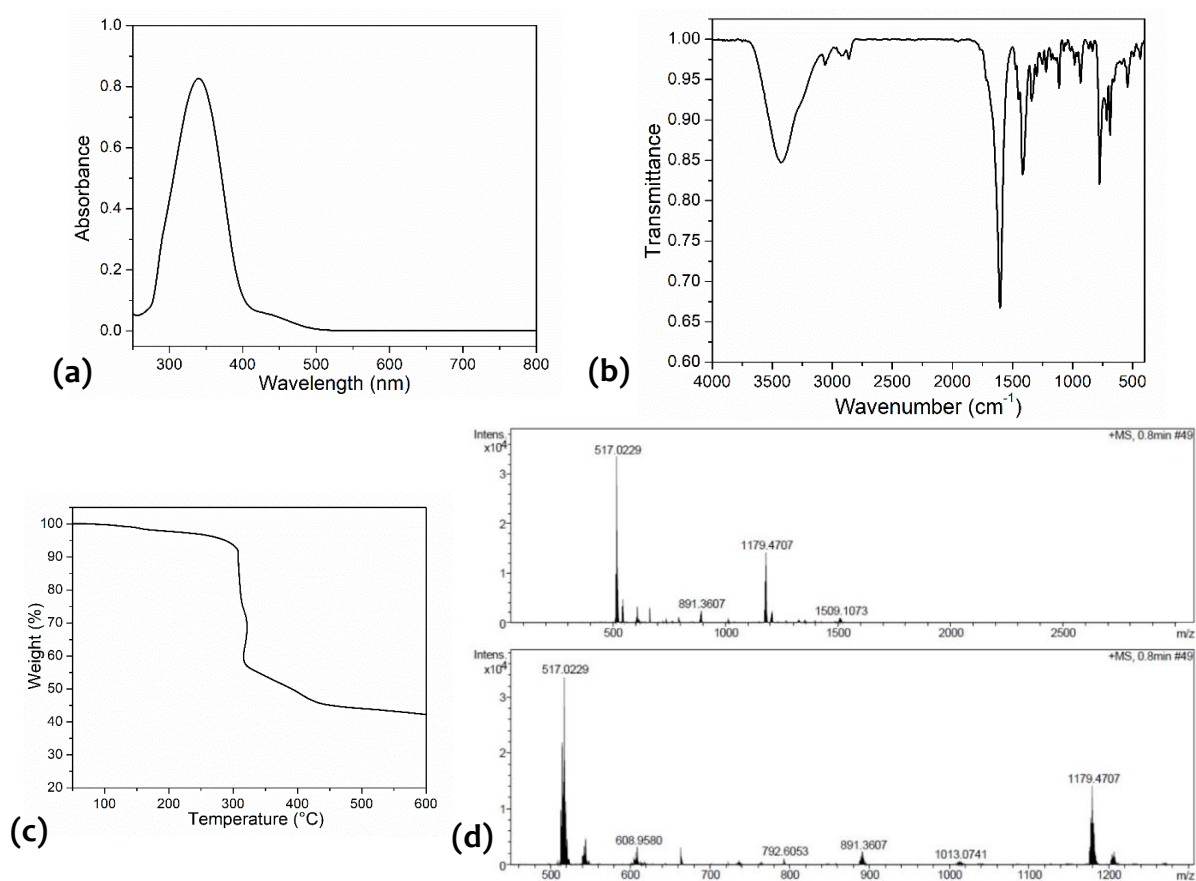 1.0
0.8
0.6
0.4
0.2
0.0
Absorbance
300 400 500 600 700 800
Wavelength (nm)
(a)
1.00
0.95
0.90
0.85
0.80
0.75
0.70
0.65
0.60
Transmittance
4000 3500 3000 2500 2000 1500 1000 500
Wavenumber (cm⁻¹)
(b)
100
90
80
70
60
50
40
30
20
Weight (%)
100 200 300 400 500 600
Temperature (°C)
(c)
Intens.
x10⁴
+MS, 0.8min #49
517.0229
3
1179.4707
2
1
891.3607
1509.1073
0
500 1000 1500 2000 2500 m/z
Intens.
x10⁴
+MS, 0.8min #49
517.0229
3
2
1179.4707
1
608.9580
792.6053
891.3607
1013.0741
0
500 600 700 800 900 1000 1100 1200 m/z
(d)